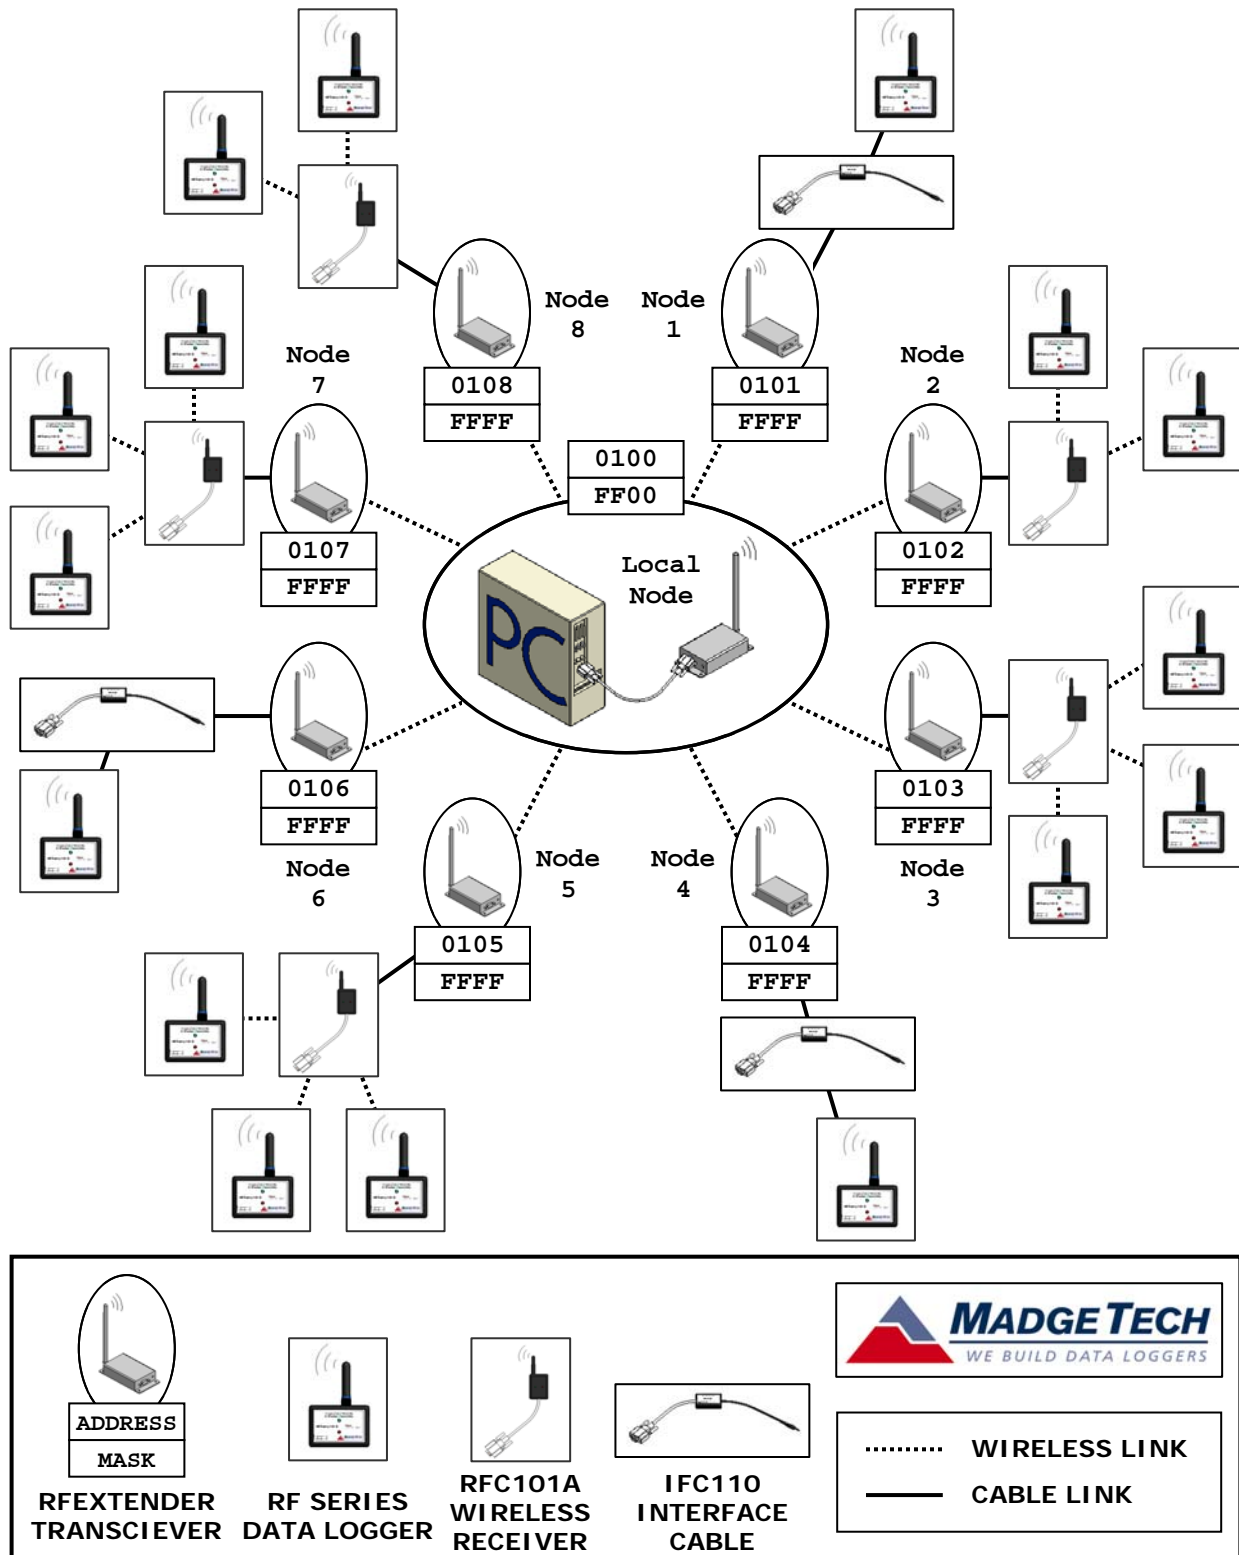 Node
8
Node
1
Node
7
Node
2
0108
FFFF
0101
FFFF
0100
FF00
0107
FFFF
0102
FFFF
Local
Node
PC
0106
FFFF
0103
FFFF
Node
6
Node
5
Node
4
Node
3
0105
FFFF
0104
FFFF
ADDRESS
MASK
RFEXTENDER
TRANSCIEVER
RF SERIES
DATA LOGGER
RFC101A
WIRELESS
RECEIVER
IFC110
INTERFACE
CABLE
MADGETECH
WE BUILD DATA LOGGERS
WIRELESS LINK
CABLE LINK